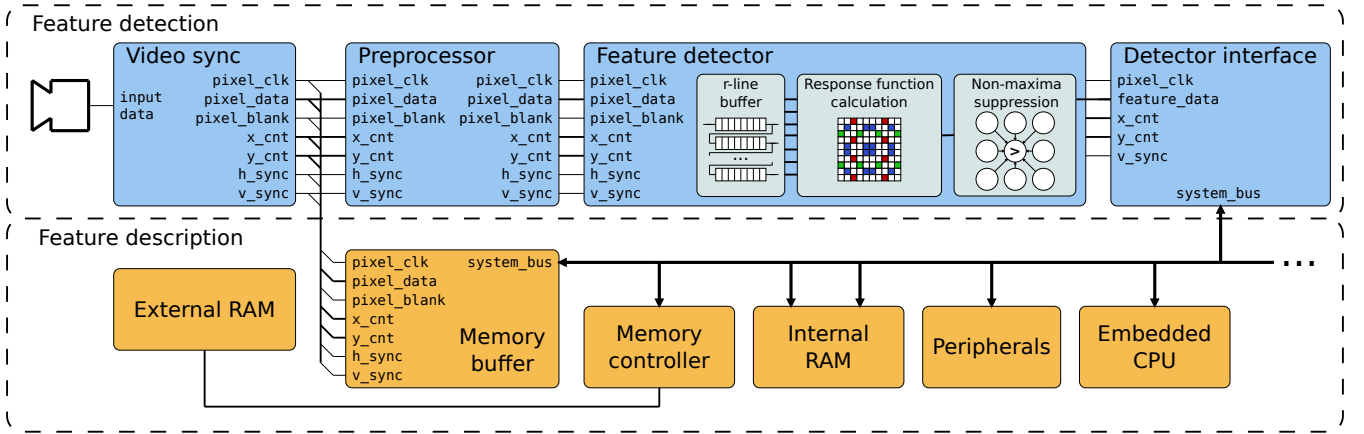 Feature detection
Video sync
input
data
pixel_clk
pixel_data
pixel_blank
x_cnt
y_cnt
h_sync
v_sync
Preprocessor
pixel_clk
pixel_data
pixel_blank
x_cnt
y_cnt
h_sync
v_sync
pixel_clk
pixel_data
pixel_blank
x_cnt
y_cnt
h_sync
v_sync
Feature detector
pixel_clk
pixel_data
pixel_blank
x_cnt
y_cnt
h_sync
v_sync
r-line
buffer
...
Response function
calculation
Non-maxima
suppression
>
Detector interface
pixel_clk
feature_data
x_cnt
y_cnt
v_sync
system_bus
Feature description
External RAM
pixel_clk
pixel_data
pixel_blank
x_cnt
y_cnt
h_sync
v_sync
system_bus
Memory
buffer
Memory
controller
Internal
RAM
Peripherals
Embedded
CPU
...